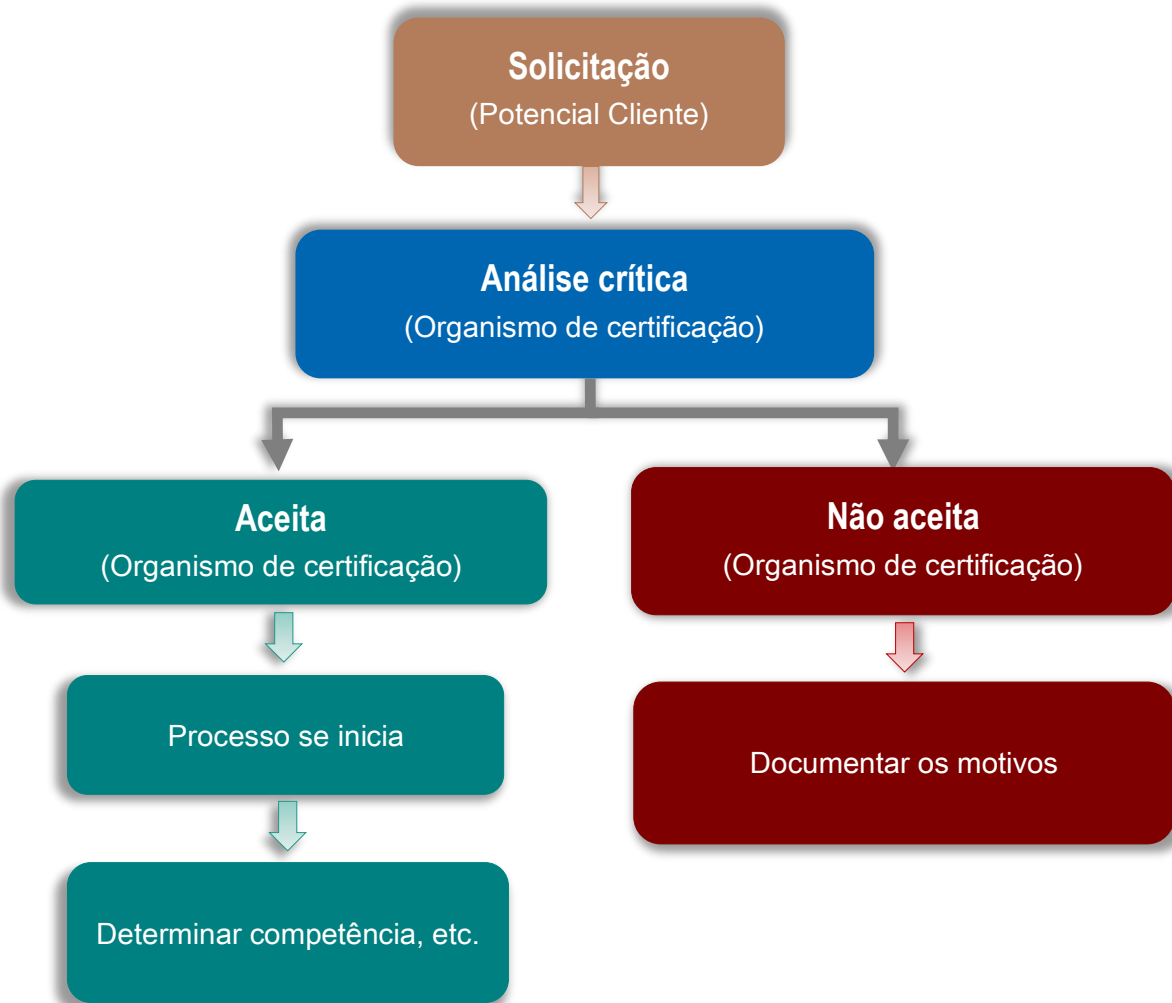 Solicitação
(Potencial Cliente)
Análise crítica
(Organismo de certificação)
Aceita
(Organismo de certificação)
Não aceita
(Organismo de certificação)
Processo se inicia
Documentar os motivos
Determinar competência, etc.